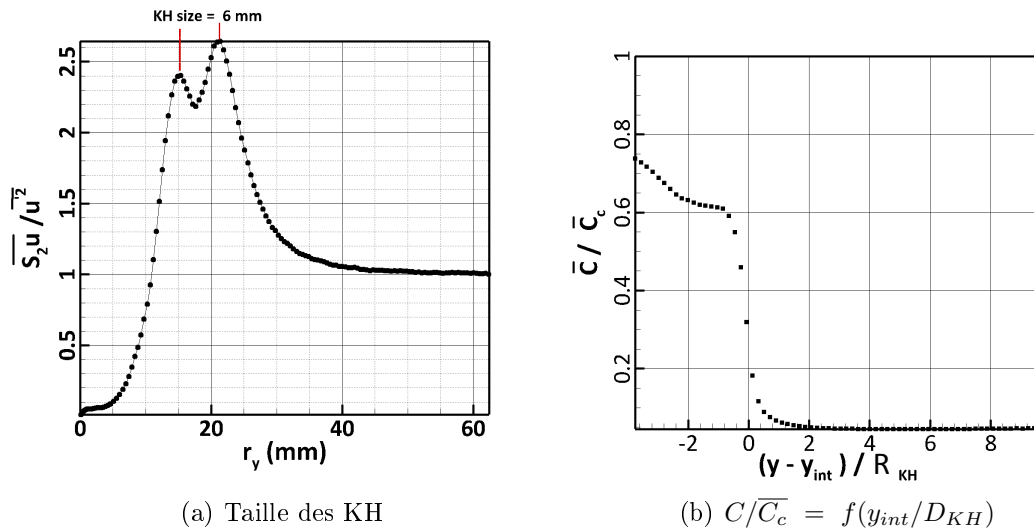 KH size = 6 mm
2.5
2
1.5
1
0.5
S₂u / u'²
0
20
40
60
r_y (mm)
(a) Taille des KH
1
0.8
0.6
0.4
0.2
C / C_c
-2
0
2
4
6
8
(y - y_int) / R_KH
(b) C/C_c = f(y_int/D_KH)